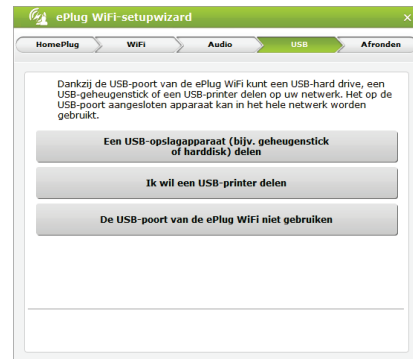 ePlug WiFi-setupwizard
HomePlug WiFi Audio USB Afronden
Dankzij de USB-poort van de ePlug WiFi kunt een USB-hard drive, een
USB-geheugenstick of een USB-printer delen op uw netwerk. Het op de
USB-poort aangesloten apparaat kan in het hele netwerk worden
gebruikt.
Een USB-opslagapparaat (bijv. geheugenstick
of harddisk) delen
Ik wil een USB-printer delen
De USB-poort van de ePlug WiFi niet gebruiken